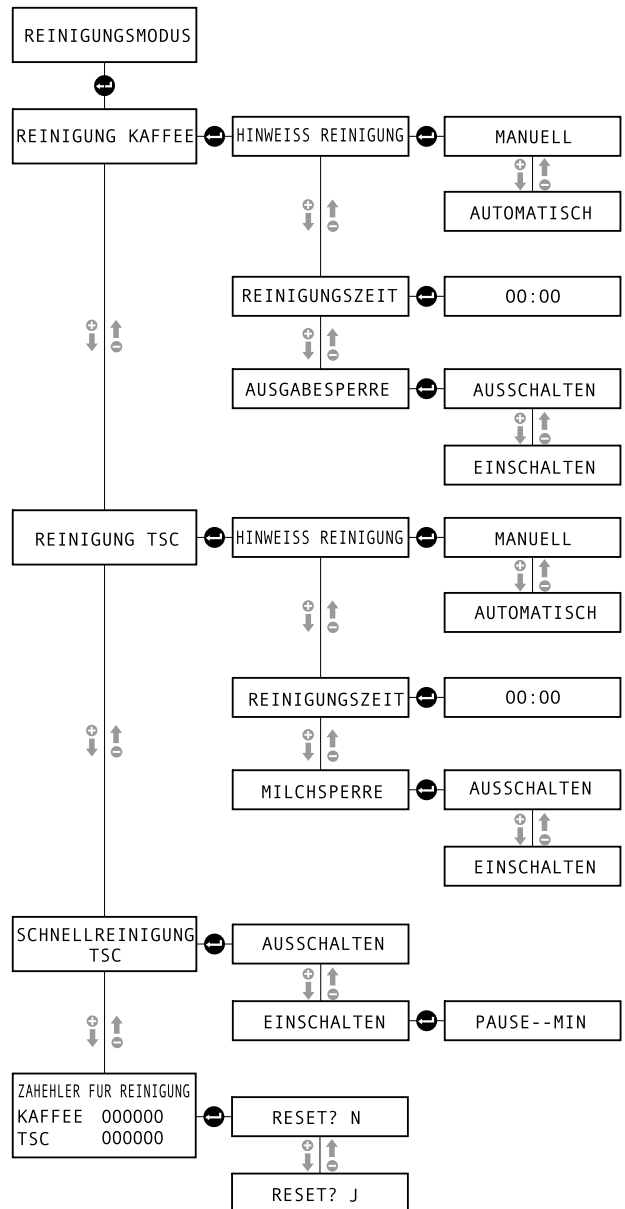 REINIGUNGSMODUS
REINIGUNG KAFFEE
HINWEISS REINIGUNG
MANUELL
AUTOMATISCH
REINIGUNGSZEIT
00:00
AUSGABESPERRE
AUSSCHALTEN
EINSCHALTEN
REINIGUNG TSC
HINWEISS REINIGUNG
MANUELL
AUTOMATISCH
REINIGUNGSZEIT
00:00
MILCHSPERRE
AUSSCHALTEN
EINSCHALTEN
SCHNELLREINIGUNG
TSC
AUSSCHALTEN
EINSCHALTEN
PAUSE--MIN
ZAHEHLER FUR REINIGUNG
KAFFEE 000000
TSC 000000
RESET? N
RESET? J